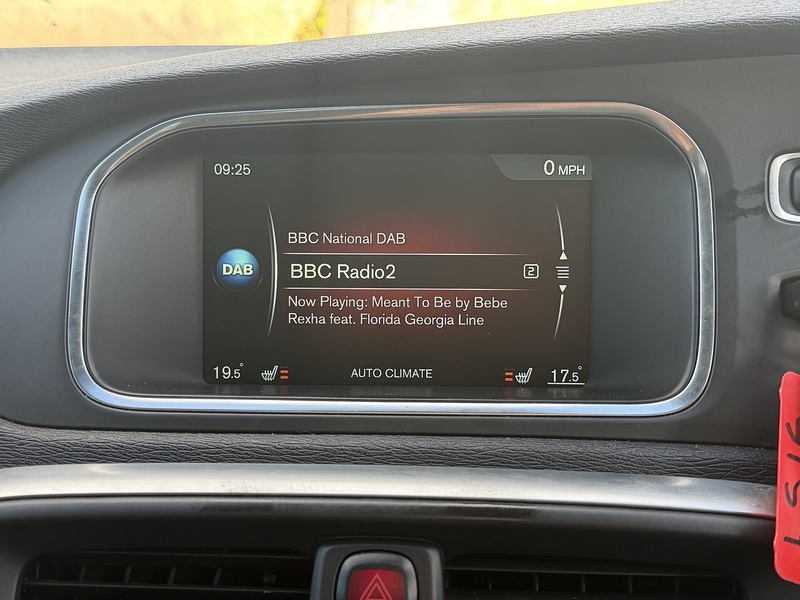 09:25
0 MPH
BBC National DAB
DAB
BBC Radio2
2
Now Playing: Meant To Be by Bebe
Rexha feat. Florida Georgia Line
19.5°
AUTO CLIMATE
17.5°